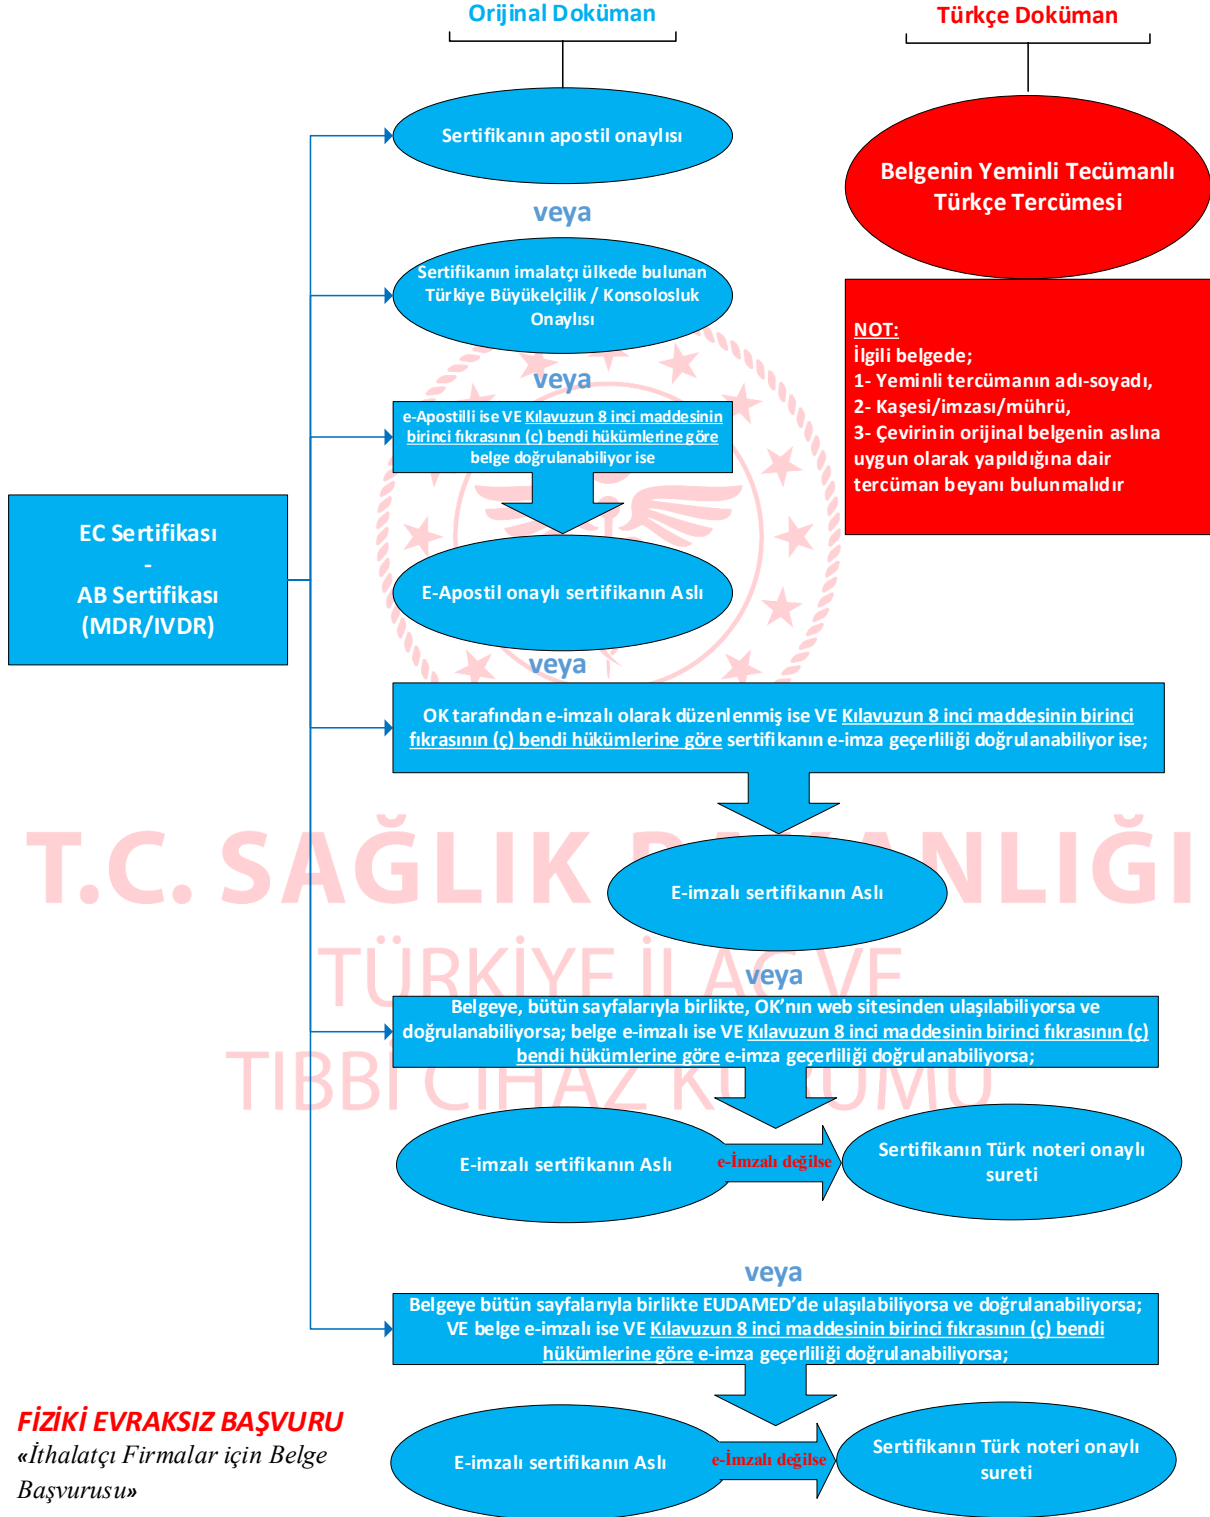 Orijinal Doküman
Türkçe Doküman
Sertifikanın apostil onaylısı
Belgenin Yeminli Tecümanlı
Türkçe Tercümesi
veya
Sertifikanın imalatçı ülkede bulunan
Türkiye Büyükelçilik / Konsolosluk
Onaylısı
NOT:
İlgili belgede;
1- Yeminli tercümanın adı-soyadı,
2- Kaşesi/imzası/mührü,
3- Çevirinin orijinal belgenin aslına
uygun olarak yapıldığına dair
tercüman beyanı bulunmalıdır
veya
e-Apostilli ise VE Kılavuzun 8 inci maddesinin
birinci fıkrasının (c) bendi hükümlerine göre
belge doğrulanabiliyor ise
EC Sertifikası
-
AB Sertifikası
(MDR/IVDR)
E-Apostil onaylı sertifikanın Aslı
veya
OK tarafından e-imzalı olarak düzenlenmiş ise VE Kılavuzun 8 inci maddesinin birinci
fıkrasının (ç) bendi hükümlerine göre sertifikanın e-imza geçerliliği doğrulanabiliyor ise;
T.C. SAĞLIK BAKANLIĞI
E-imzalı sertifikanın Aslı
TÜRKİYE İLAÇ VE
veya
Belgeye, bütün sayfalarıyla birlikte, OK’nın web sitesinden ulaşılabiliyorsa ve
doğrulanabiliyorsa; belge e-imzalı ise VE Kılavuzun 8 inci maddesinin birinci fıkrasının (ç)
bendi hükümlerine göre e-imza geçerliliği doğrulanabiliyorsa;
TIBBİ CİHAZ KURUMU
E-imzalı sertifikanın Aslı
e-İmzalı değilse
Sertifikanın Türk noteri onaylı
sureti
veya
Belgeye bütün sayfalarıyla birlikte EUDAMED’de ulaşılabiliyorsa ve doğrulanabiliyorsa;
VE belge e-imzalı ise VE Kılavuzun 8 inci maddesinin birinci fıkrasının (ç) bendi
hükümlerine göre e-imza geçerliliği doğrulanabiliyorsa;
E-imzalı sertifikanın Aslı
e-İmzalı değilse
Sertifikanın Türk noteri onaylı
sureti
FİZİKİ EVRAKSIZ BAŞVURU
«İthalatçı Firmalar için Belge
Başvurusu»